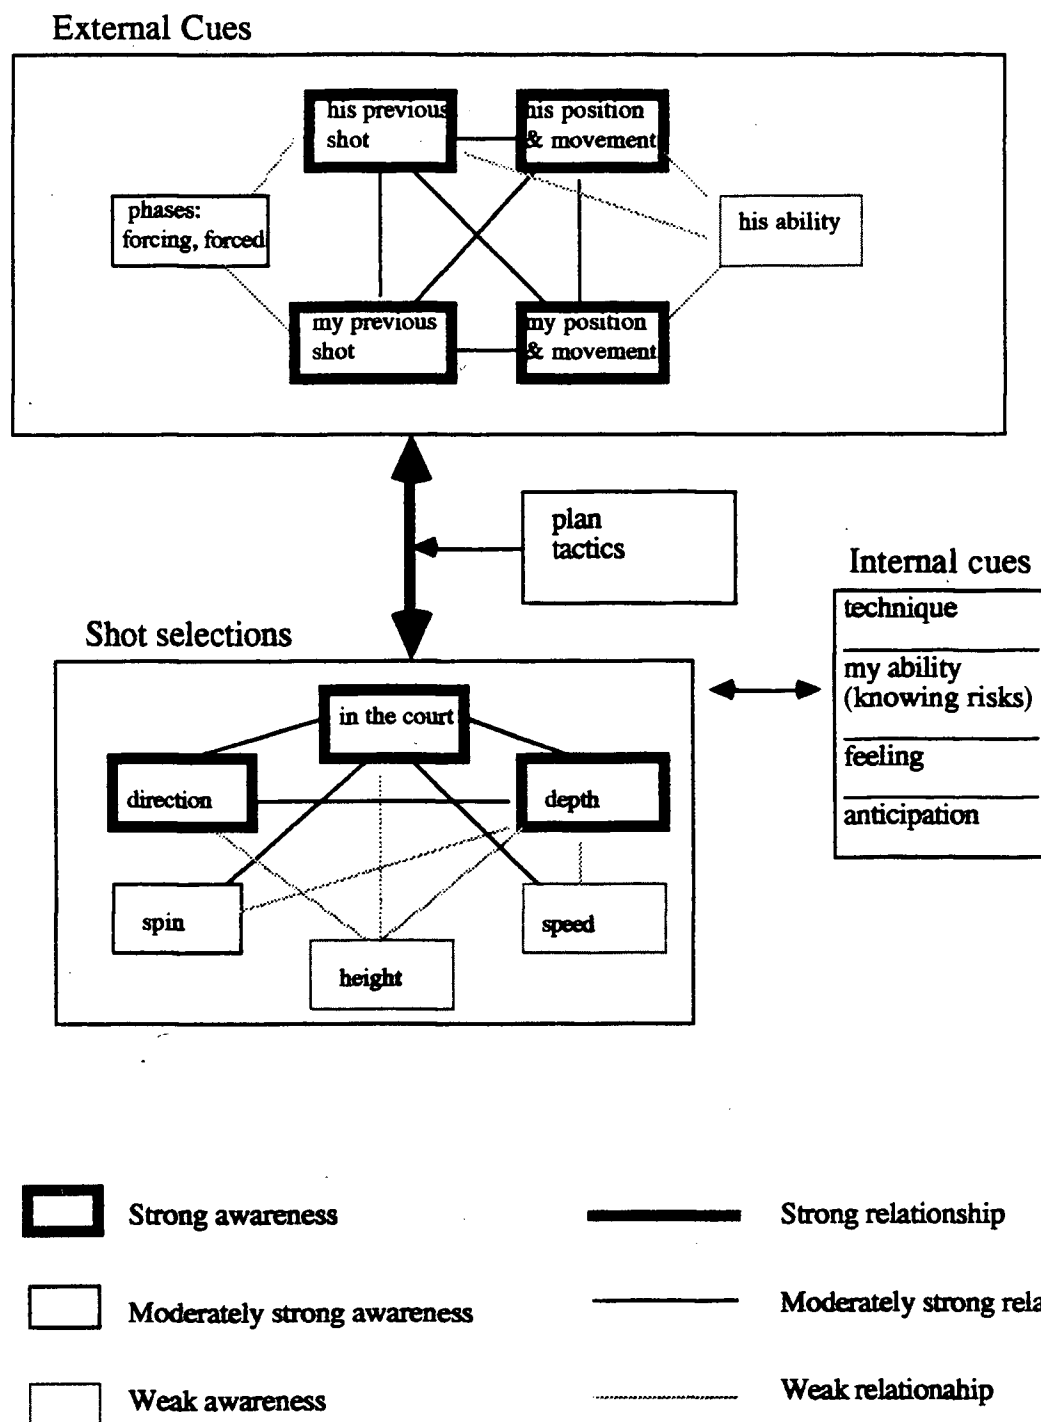 External Cues
his previous
shot
his position
& movement
phases:
forcing, forced
his ability
my previous
shot
my position
& movement
plan
tactics
Internal cues
technique
my ability
(knowing risks)
feeling
anticipation
Shot selections
in the court
direction
depth
spin
speed
height
Strong awareness
Strong relationship
Moderately strong awareness
Moderately strong rela
Weak awareness
Weak relationahip